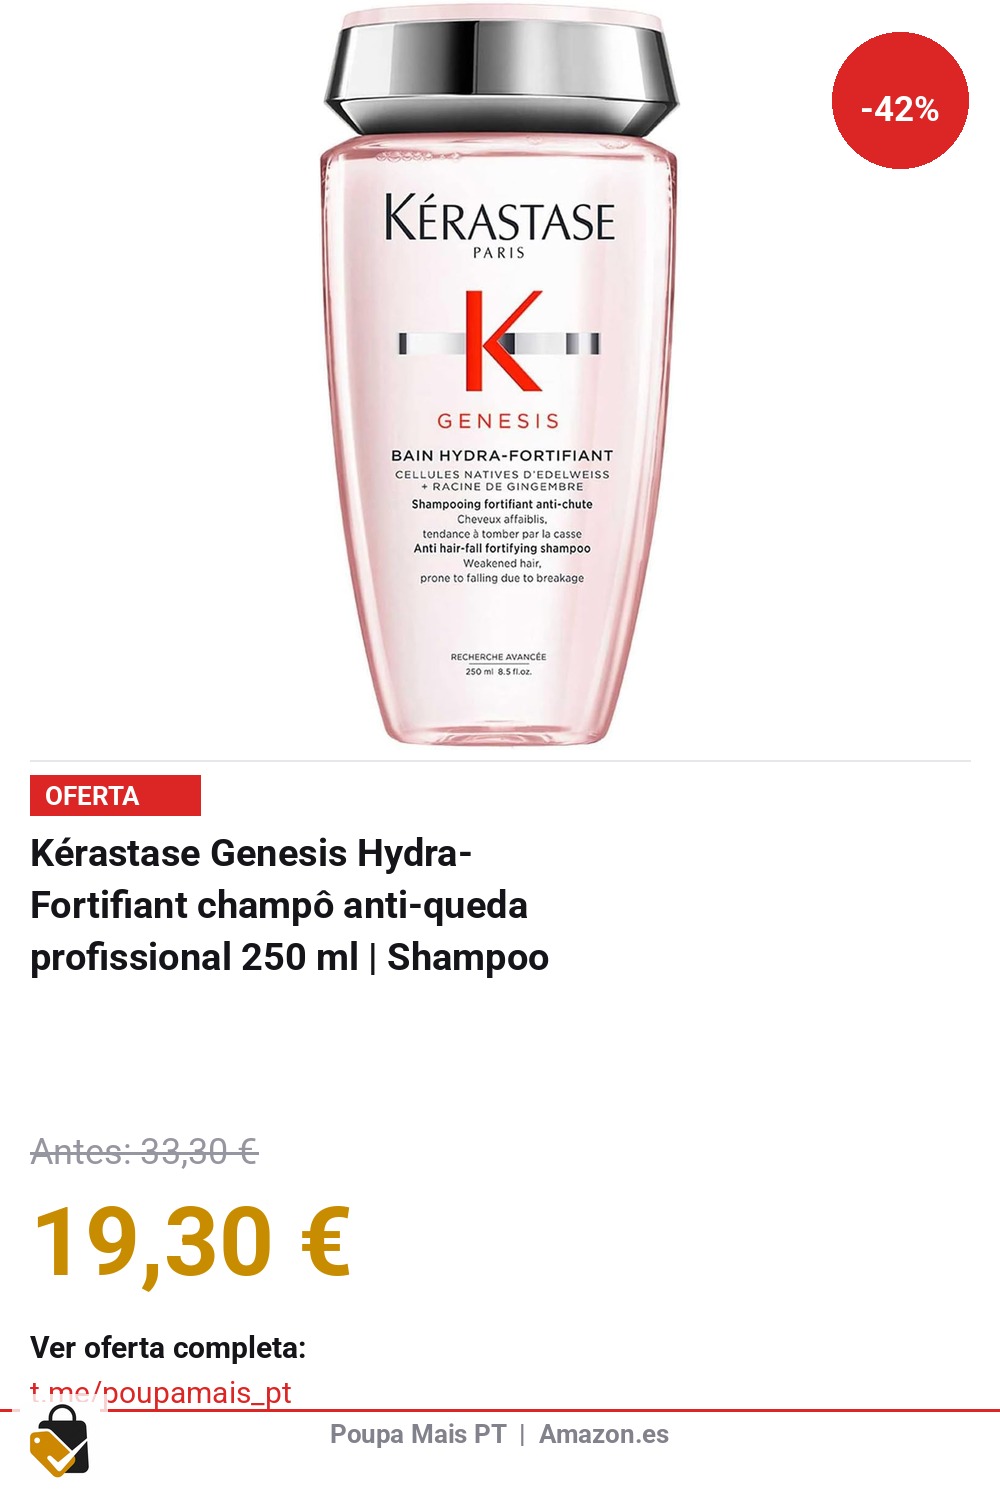 -42%
KÉRASTASE
PARIS
K
GENESIS
BAIN HYDRA-FORTIFIANT
CELLULES NATIVES D'EDELWEISS
+ RACINE DE GINGEMBRE
Shampooing fortifiant anti-chute
Cheveux affaiblis,
tendance à tomber par la casse
Anti hair-fall fortifying shampoo
Weakened hair,
prone to falling due to breakage
RECHERCHE AVANCÉE
250 ml 8.5 fl.oz.
OFERTA
Kérastase Genesis Hydra-
Fortifiant champô anti-queda
profissional 250 ml | Shampoo
Antes: 33,30 €
19,30 €
Ver oferta completa:
t.me/poupamais_pt
Poupa Mais PT | Amazon.es